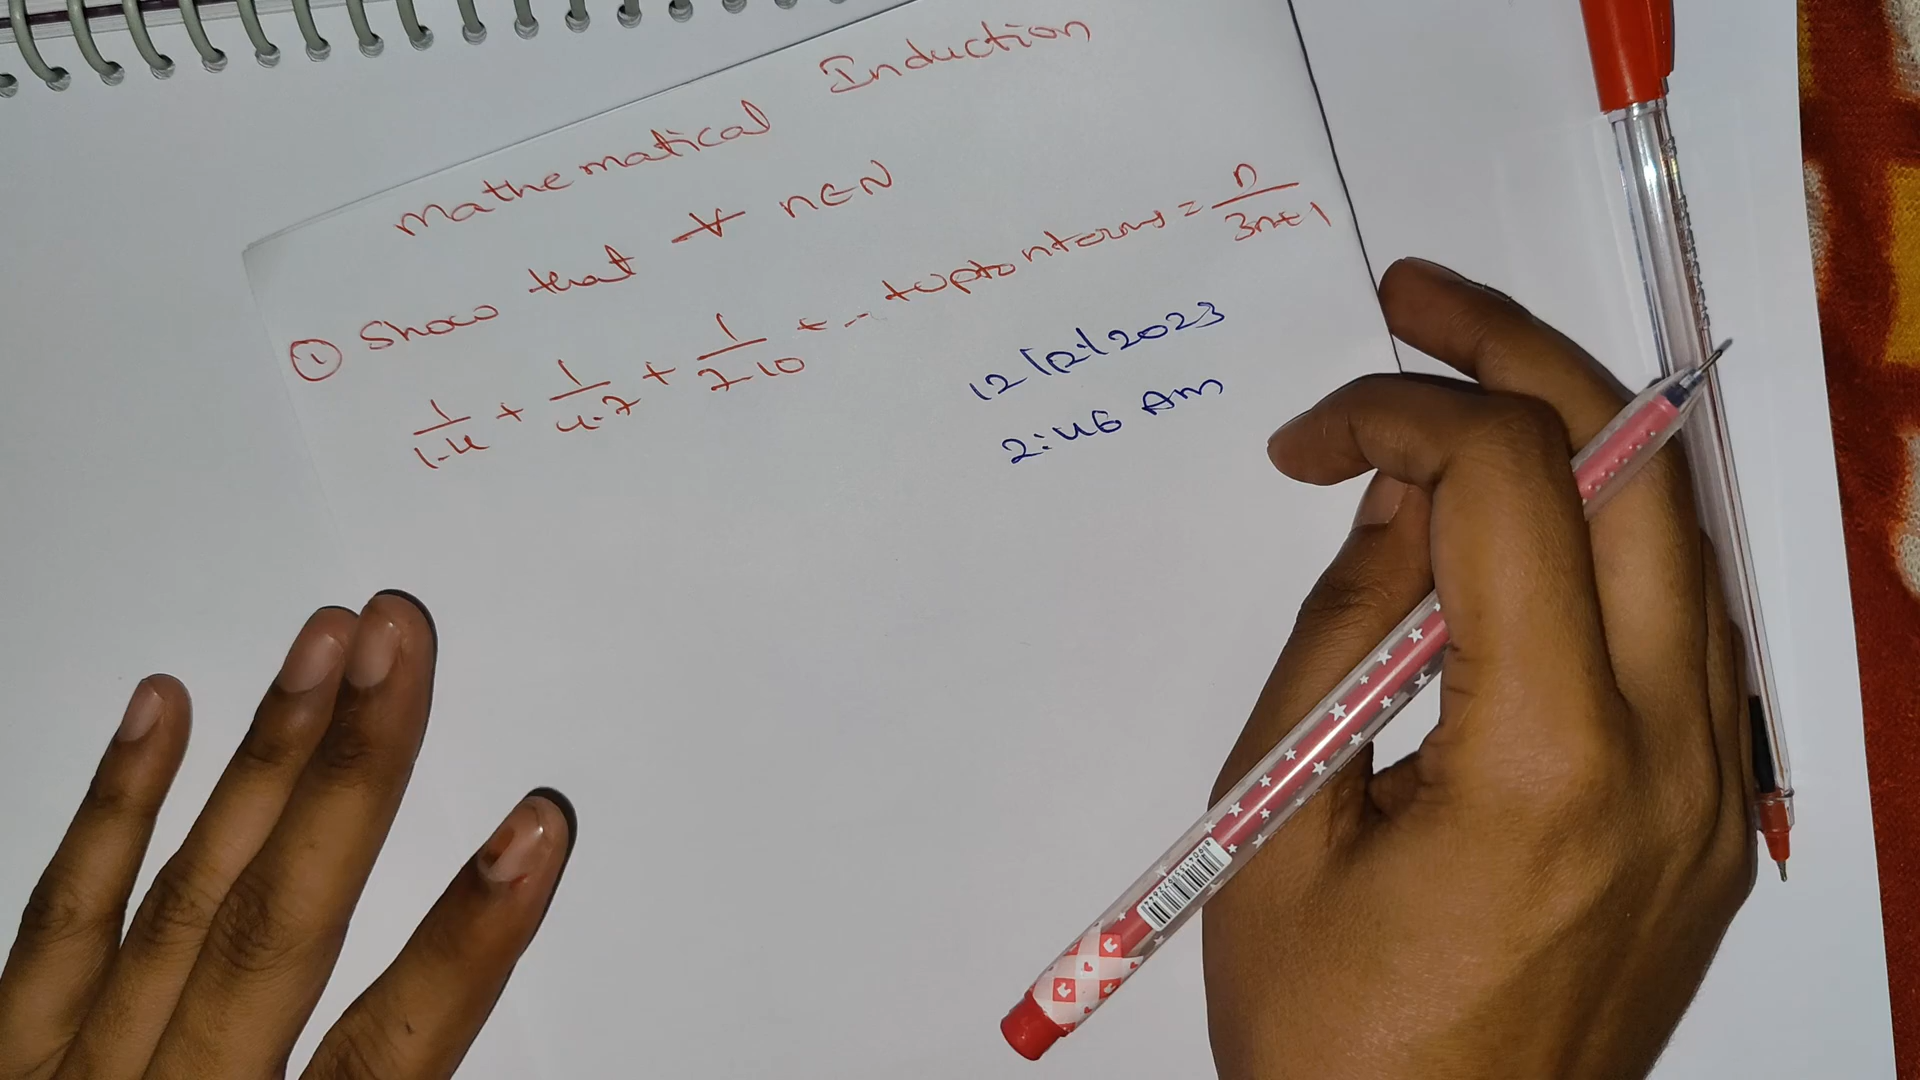 Mathematical Induction
① Show that ∀ n∈N
1/1.4 + 1/4.7 + 1/7.10 + -- + upto n terms = n/3n+1
12/12/2023
2:46 Am